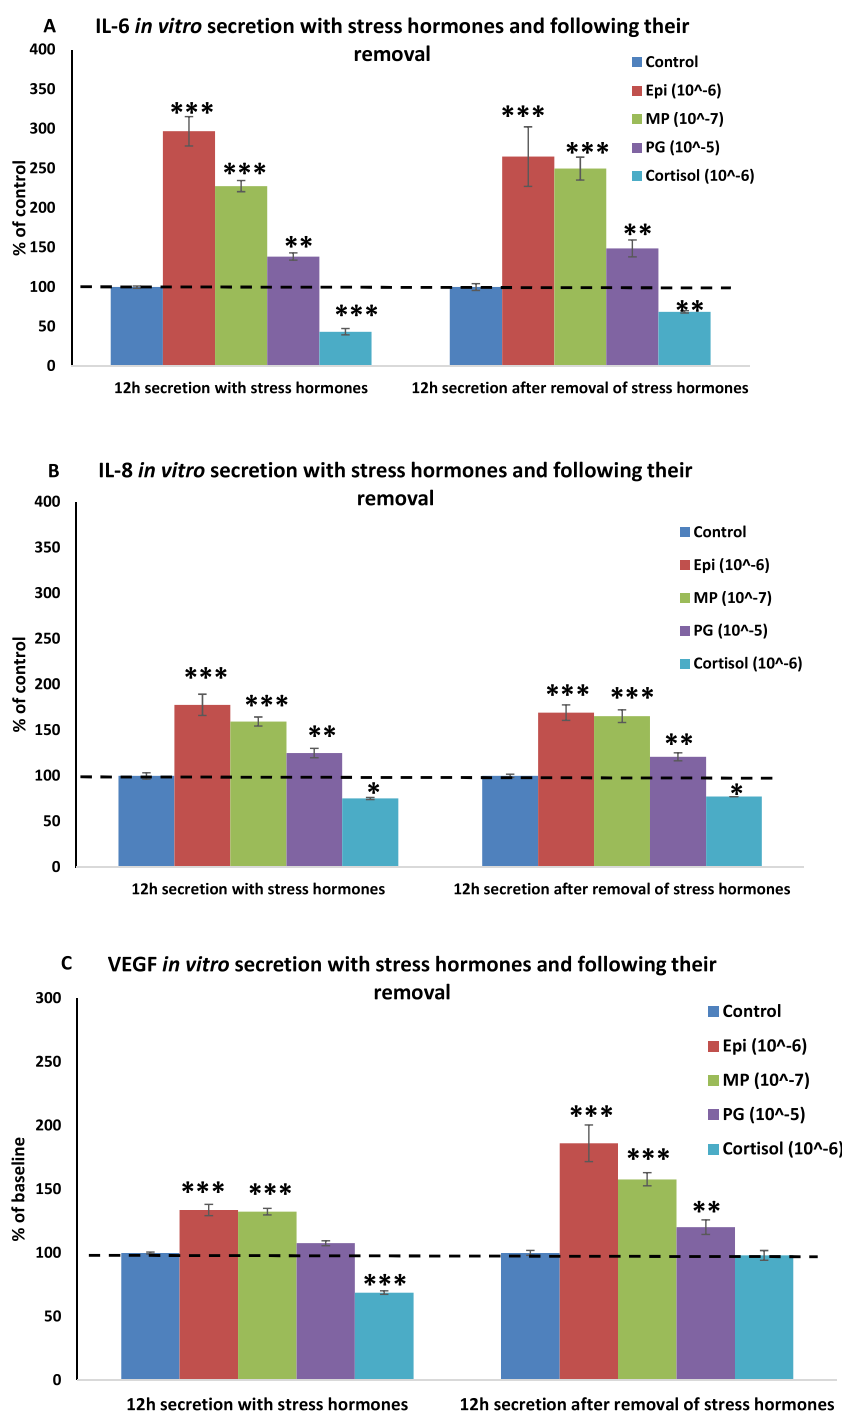 A IL-6 in vitro secretion with stress hormones and following their
removal
400
350
300
250
200
150
100
50
0
% of control
Control
Epi (10^-6)
MP (10^-7)
PG (10^-5)
Cortisol (10^-6)
*** *** ** ***
*** *** ** **
12h secretion with stress hormones 12h secretion after removal of stress hormones
B IL-8 in vitro secretion with stress hormones and following their
removal
400
350
300
250
200
150
100
50
0
% of control
Control
Epi (10^-6)
MP (10^-7)
PG (10^-5)
Cortisol (10^-6)
*** *** ** *
*** *** ** *
12h secretion with stress hormones 12h secretion after removal of stress hormones
C VEGF in vitro secretion with stress hormones and following their
removal
300
250
200
150
100
50
0
% of baseline
Control
Epi (10^-6)
MP (10^-7)
PG (10^-5)
Cortisol (10^-6)
*** *** ***
*** *** **
12h secretion with stress hormones 12h secretion after removal of stress hormones